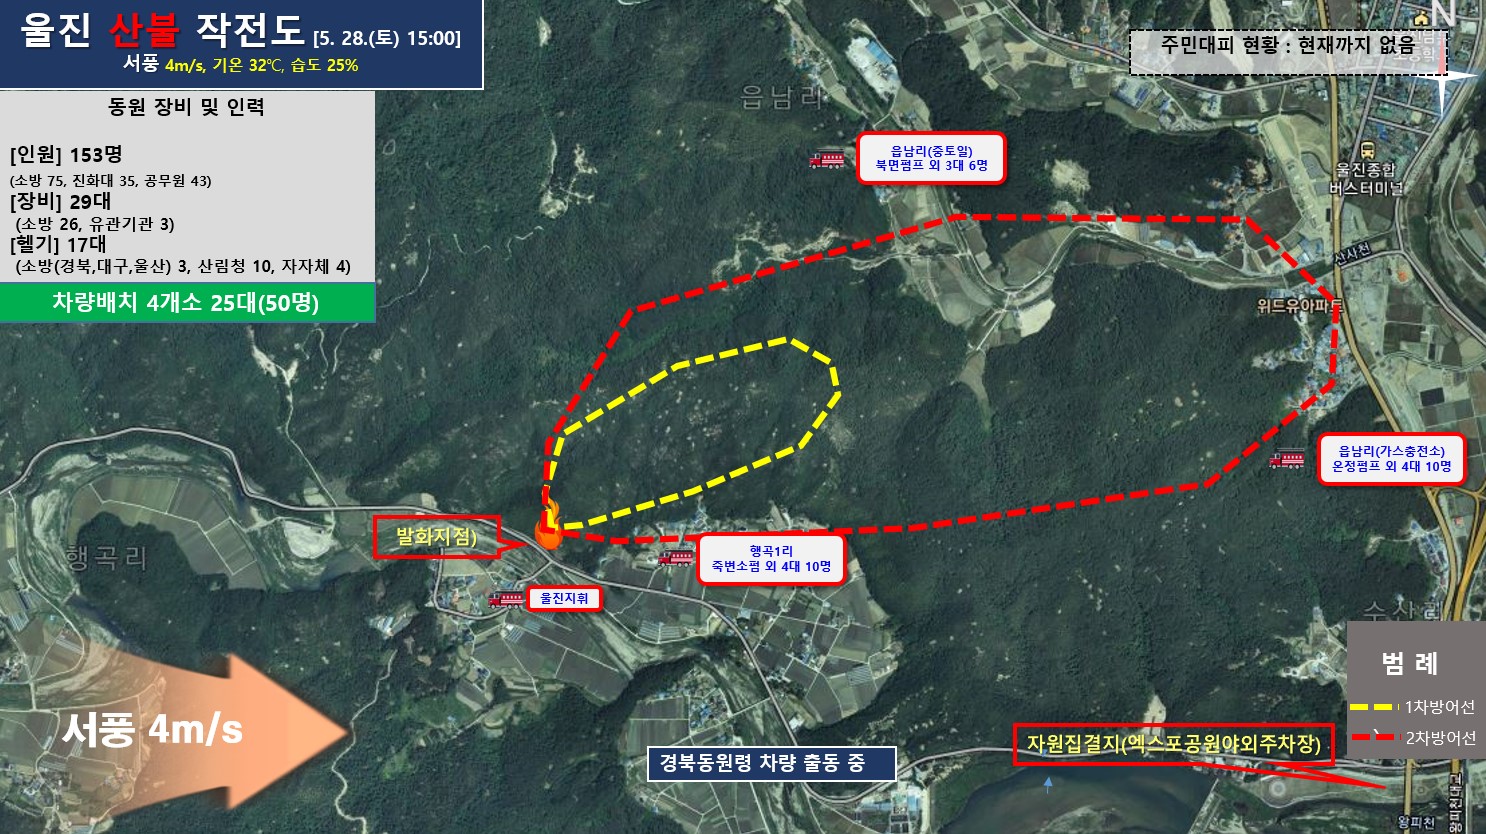 울진 산불 작전도 [5. 28.(토) 15:00]
서풍 4m/s, 기온 32℃, 습도 25%
동원 장비 및 인력
[인원] 153명
(소방 75, 진화대 35, 공무원 43)
[장비] 29대
(소방 26, 유관기관 3)
[헬기] 17대
(소방(경북,대구,울산) 3, 산림청 10, 자자체 4)
차량배치 4개소 25대(50명)
주민대피 현황 : 현재까지 없음
N
읍남리
읍남리(중토일)
북면펌프 외 3대 6명
울진종합
버스터미널
산사천
위드유아파트
읍남리(가스충전소)
온정펌프 외 4대 10명
발화지점)
행곡리
행곡1리
죽변소펌 외 4대 10명
울진지휘
수산리
범 례
1차방어선
2차방어선
서풍 4m/s
경북동원령 차량 출동 중
자원집결지(엑스포공원야외주차장)
왕피천대교
왕피천